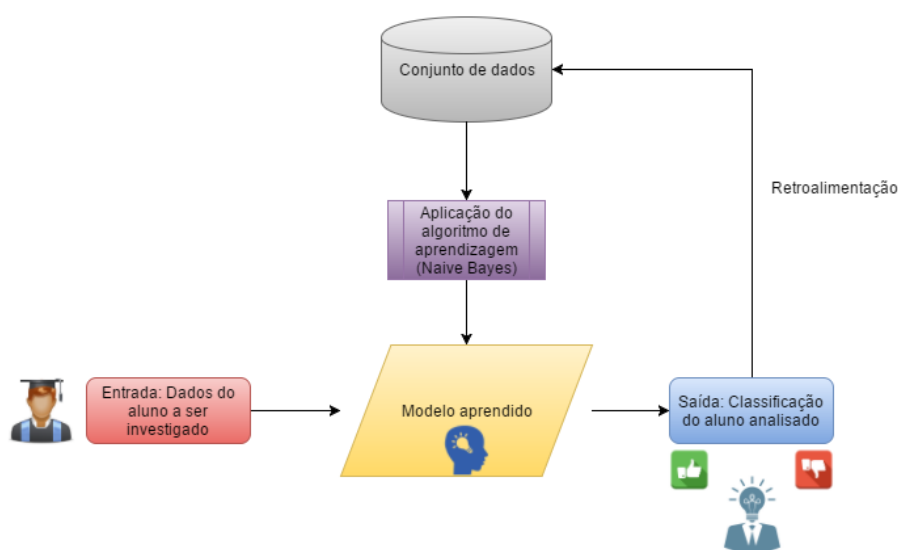 Conjunto de dados
Retroalimentação
Aplicação do
algoritmo de
aprendizagem
(Naive Bayes)
Entrada: Dados do
aluno a ser
investigado
Modelo aprendido
Saída: Classificação
do aluno analisado